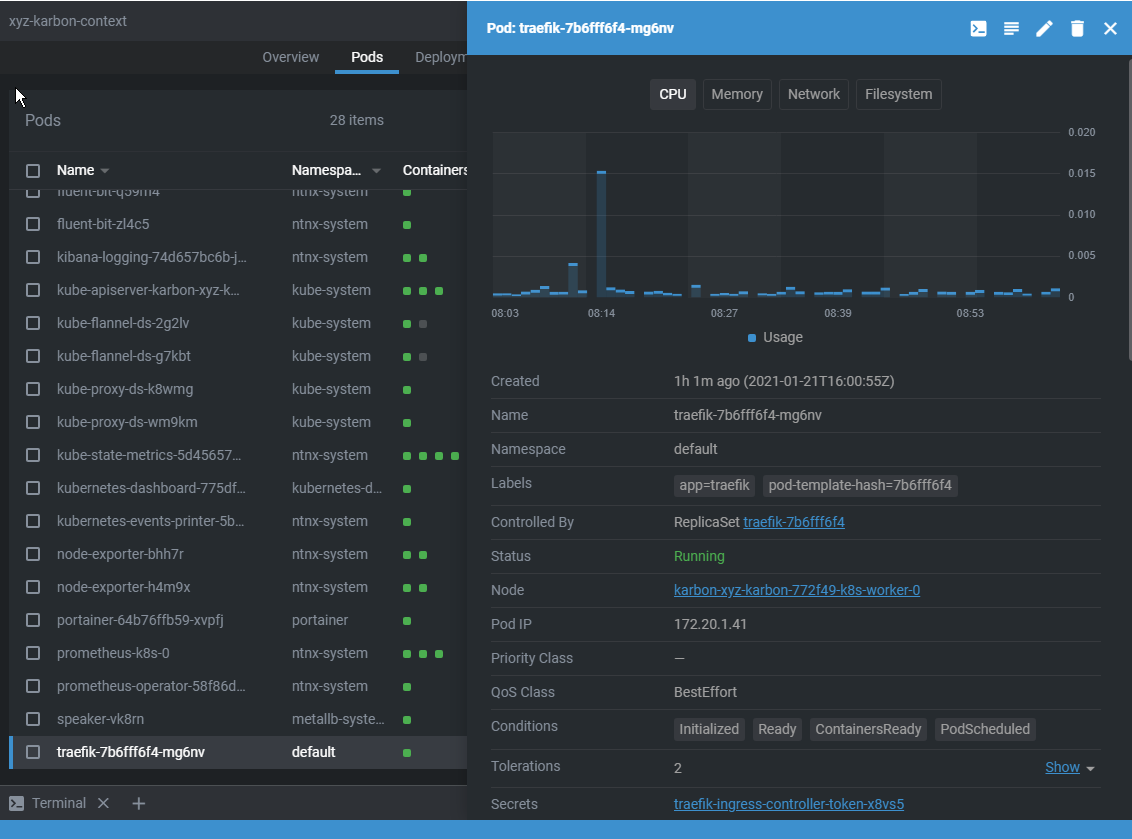 xyz-karbon-context
Overview Pods Deploym
Pods 28 items
Name Namespa... Containers
fluent-bit-q59m4 ntnx-system
fluent-bit-zl4c5 ntnx-system
kibana-logging-74d657bc6b-j... ntnx-system
kube-apiserver-karbon-xyz-k... kube-system
kube-flannel-ds-2g2lv kube-system
kube-flannel-ds-g7kbt kube-system
kube-proxy-ds-k8wmg kube-system
kube-proxy-ds-wm9km kube-system
kube-state-metrics-5d45657... ntnx-system
kubernetes-dashboard-775df... kubernetes-d...
kubernetes-events-printer-5b... ntnx-system
node-exporter-bhh7r ntnx-system
node-exporter-h4m9x ntnx-system
portainer-64b76ffb59-xvpfj portainer
prometheus-k8s-0 ntnx-system
prometheus-operator-58f86d... ntnx-system
speaker-vk8rn metallb-syste...
traefik-7b6fff6f4-mg6nv default
Terminal
Pod: traefik-7b6fff6f4-mg6nv
CPU Memory Network Filesystem
0.020
0.015
0.010
0.005
0
08:03 08:14 08:27 08:39 08:53
Usage
Created 1h 1m ago (2021-01-21T16:00:55Z)
Name traefik-7b6fff6f4-mg6nv
Namespace default
Labels app=traefik pod-template-hash=7b6fff6f4
Controlled By ReplicaSet traefik-7b6fff6f4
Status Running
Node karbon-xyz-karbon-772f49-k8s-worker-0
Pod IP 172.20.1.41
Priority Class —
QoS Class BestEffort
Conditions Initialized Ready ContainersReady PodScheduled
Tolerations 2 Show
Secrets traefik-ingress-controller-token-x8vs5